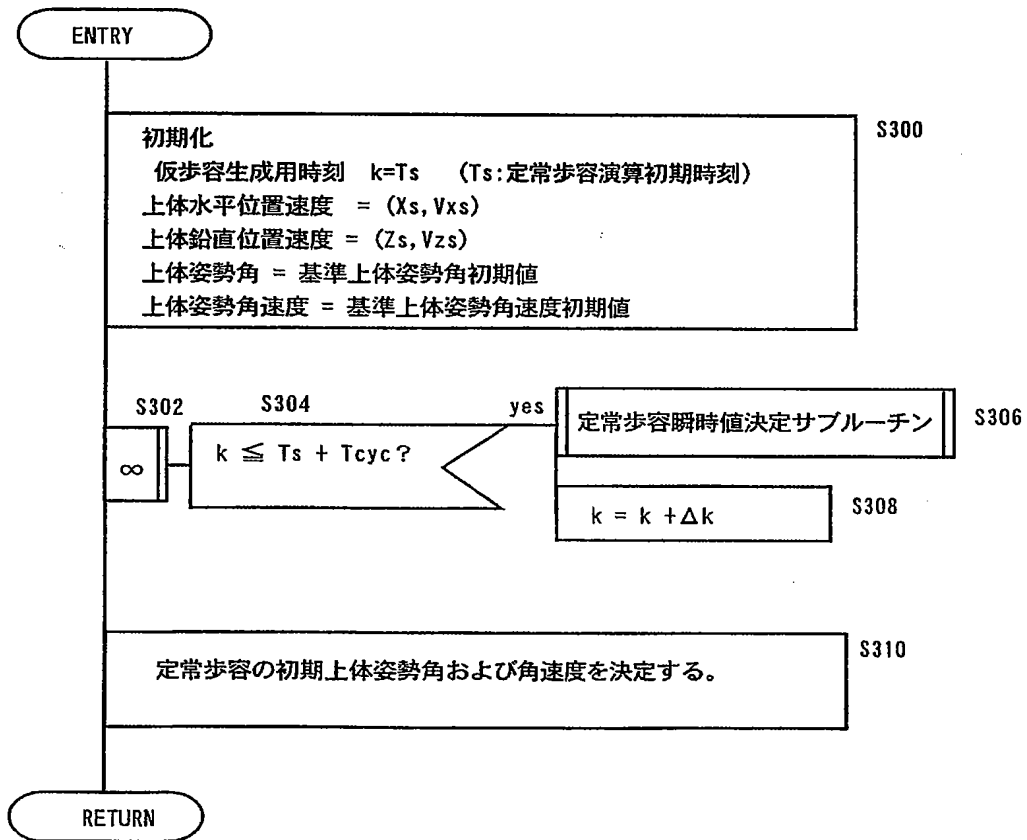 ENTRY
S300
初期化
仮歩容生成用時刻 k=Ts (Ts:定常歩容演算初期時刻)
上体水平位置速度 = (Xs,Vxs)
上体鉛直位置速度 = (Zs,Vzs)
上体姿勢角 = 基準上体姿勢角初期値
上体姿勢角速度 = 基準上体姿勢角速度初期値
S302
∞
S304
k ≦ Ts + Tcyc?
yes
定常歩容瞬時値決定サブルーチン
S306
k = k +Δk
S308
S310
定常歩容の初期上体姿勢角および角速度を決定する。
RETURN